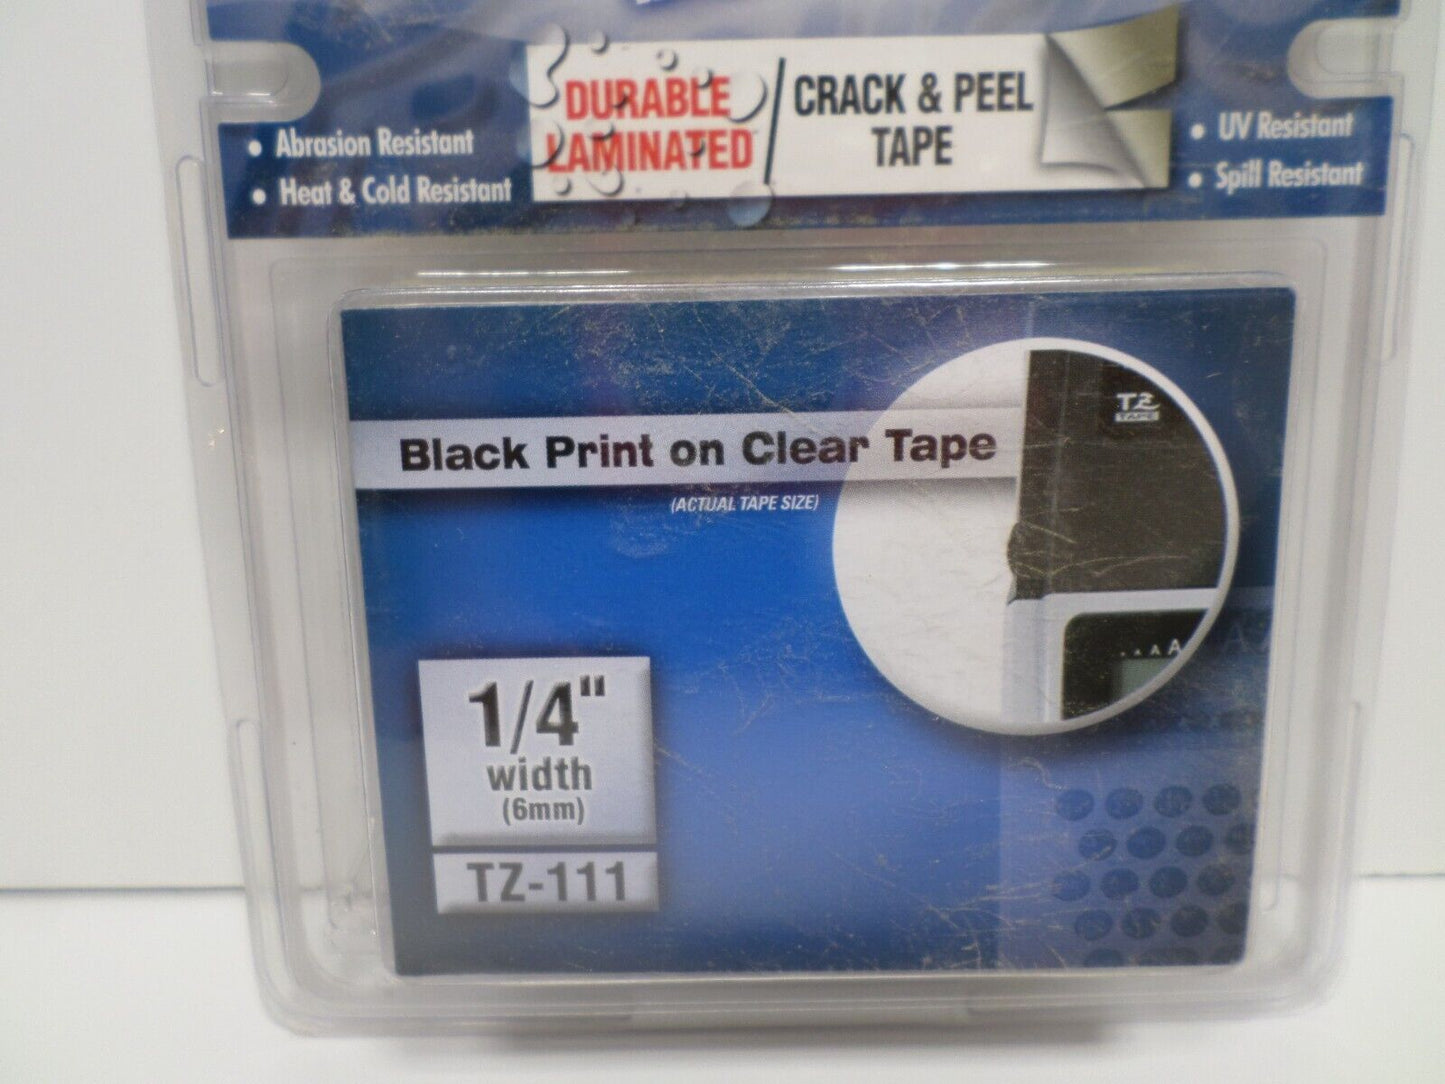 DURABLE
LAMINATED
CRACK & PEEL
TAPE
• Abrasion Resistant
• Heat & Cold Resistant
• UV Resistant
• Spill Resistant
Black Print on Clear Tape
(ACTUAL TAPE SIZE)
TZ
TAPE
A A A A
1/4"
width
(6mm)
TZ-111